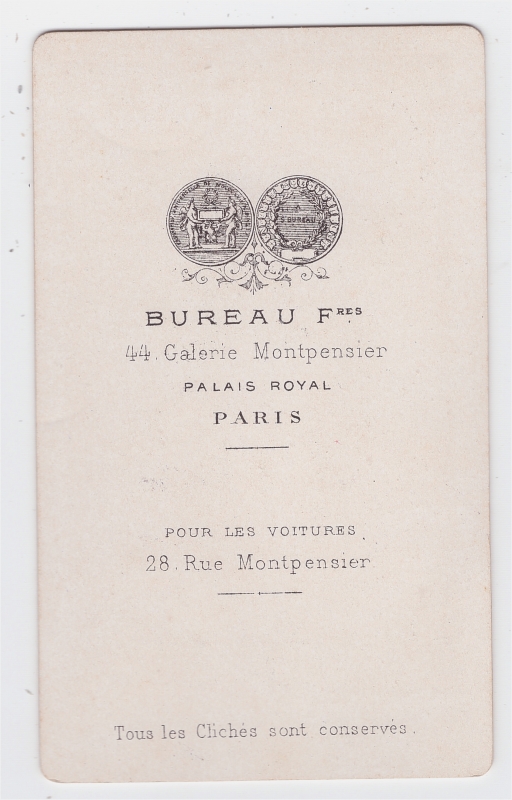 A
S. BUREAU
BUREAU FRES
44. Galerie Montpensier
PALAIS ROYAL
PARIS
POUR LES VOITURES
28. Rue Montpensier
Tous les Clichés sont conservés.